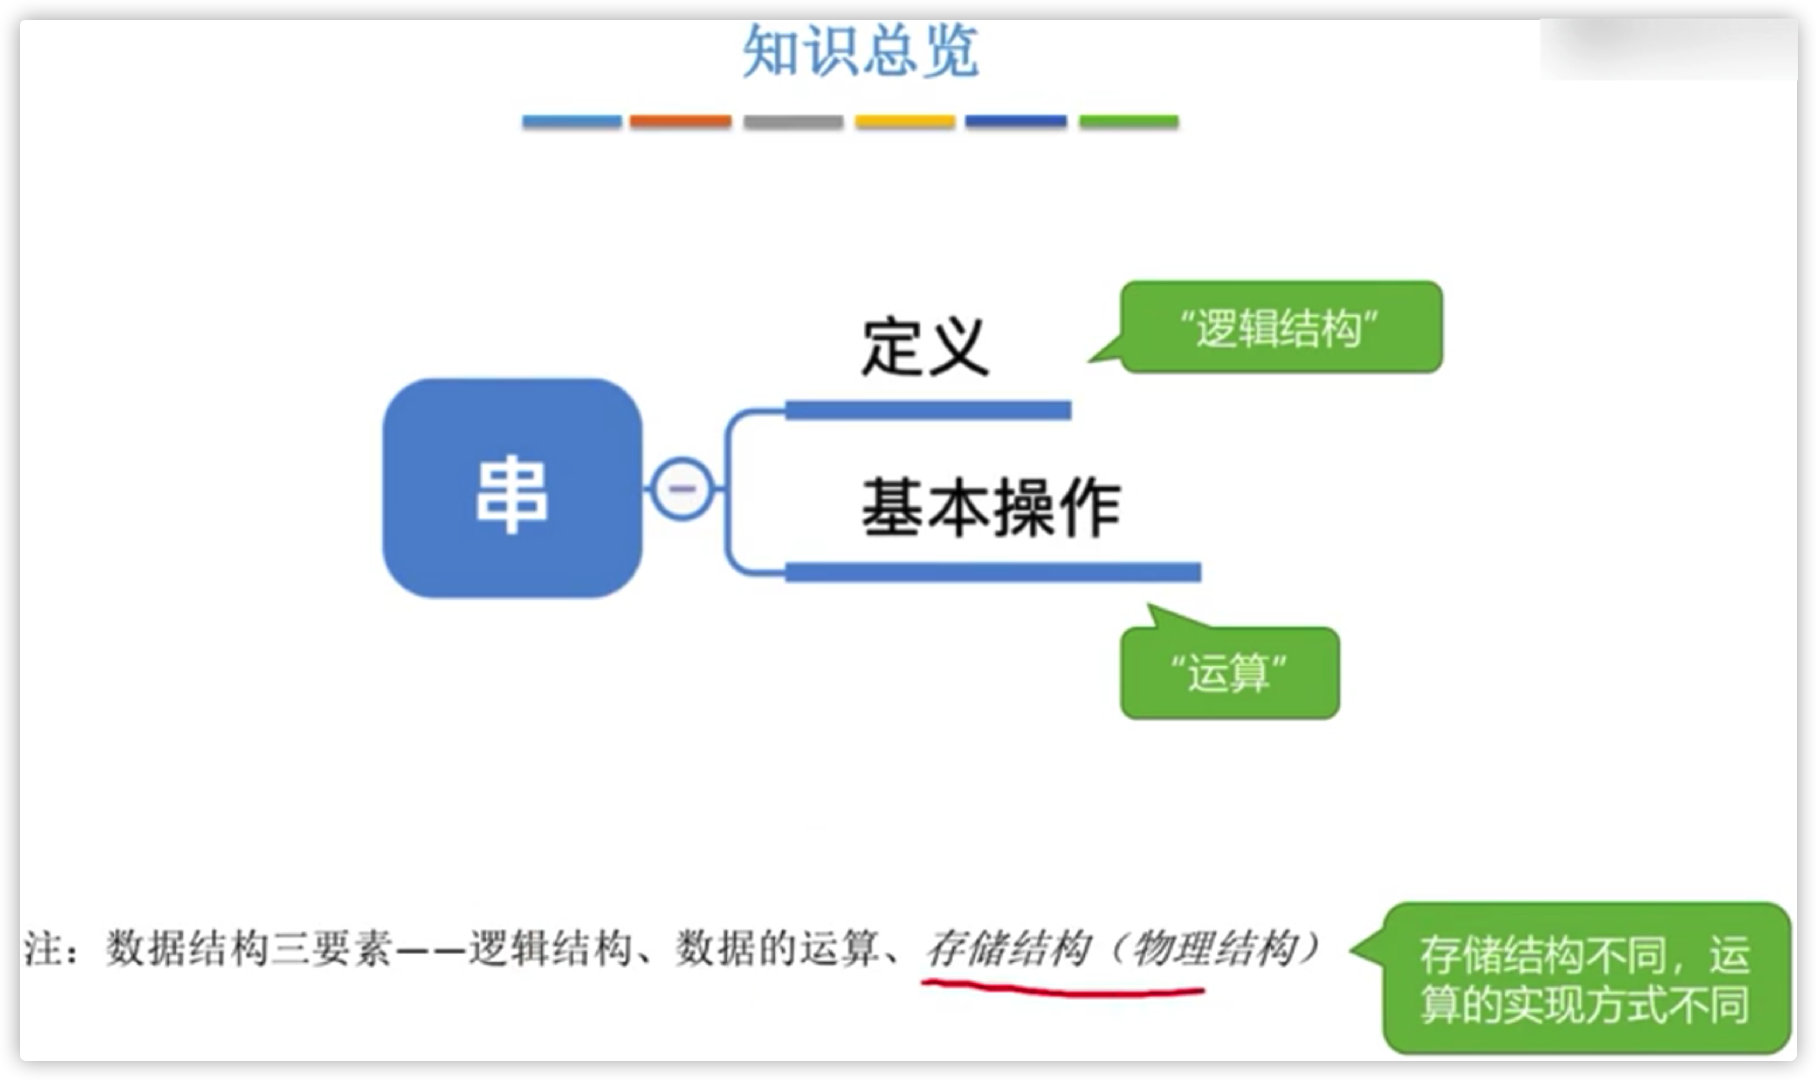 知识总览
定义
“逻辑结构”
串
基本操作
“运算”
注：数据结构三要素——逻辑结构、数据的运算、存储结构（物理结构）
存储结构不同，运
算的实现方式不同